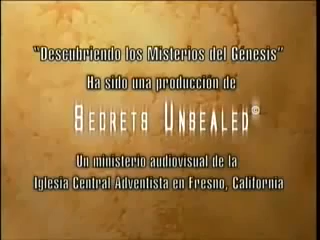 “Descubriendo los Misterios del Génesis”
Ha sido una producción de
Secrets Unsealed©
Un ministerio audiovisual de la
Iglesia Central Adventista en Fresno, California